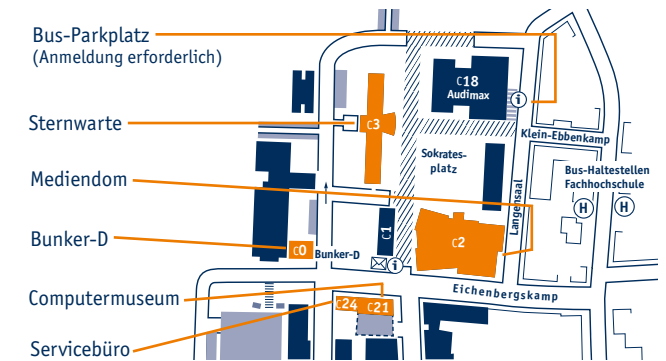 Bus-Parkplatz
(Anmeldung erforderlich)
Sternwarte
Mediendom
Bunker-D
Computermuseum
Servicebüro
C18
Audimax
i
C3
Klein-Ebbenkamp
Sokrates-
platz
Bus-Haltestellen
Fachhochschule
H
H
Langensaal
C1
C2
C0
Bunker-D
i
Eichenbergskamp
C24
C21